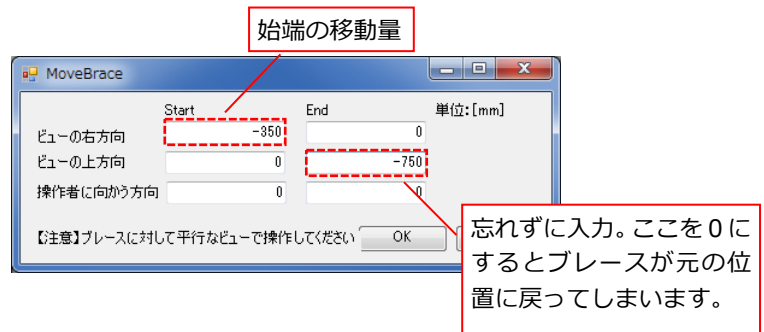 始端の移動量
MoveBrace
Start End 単位:[mm]
ビューの右方向 -350 0
ビューの上方向 0 -750
操作者に向かう方向 0 0
【注意】ブレースに対して平行なビューで操作してください OK
忘れずに入力。ここを0に
するとブレースが元の位
置に戻ってしまいます。